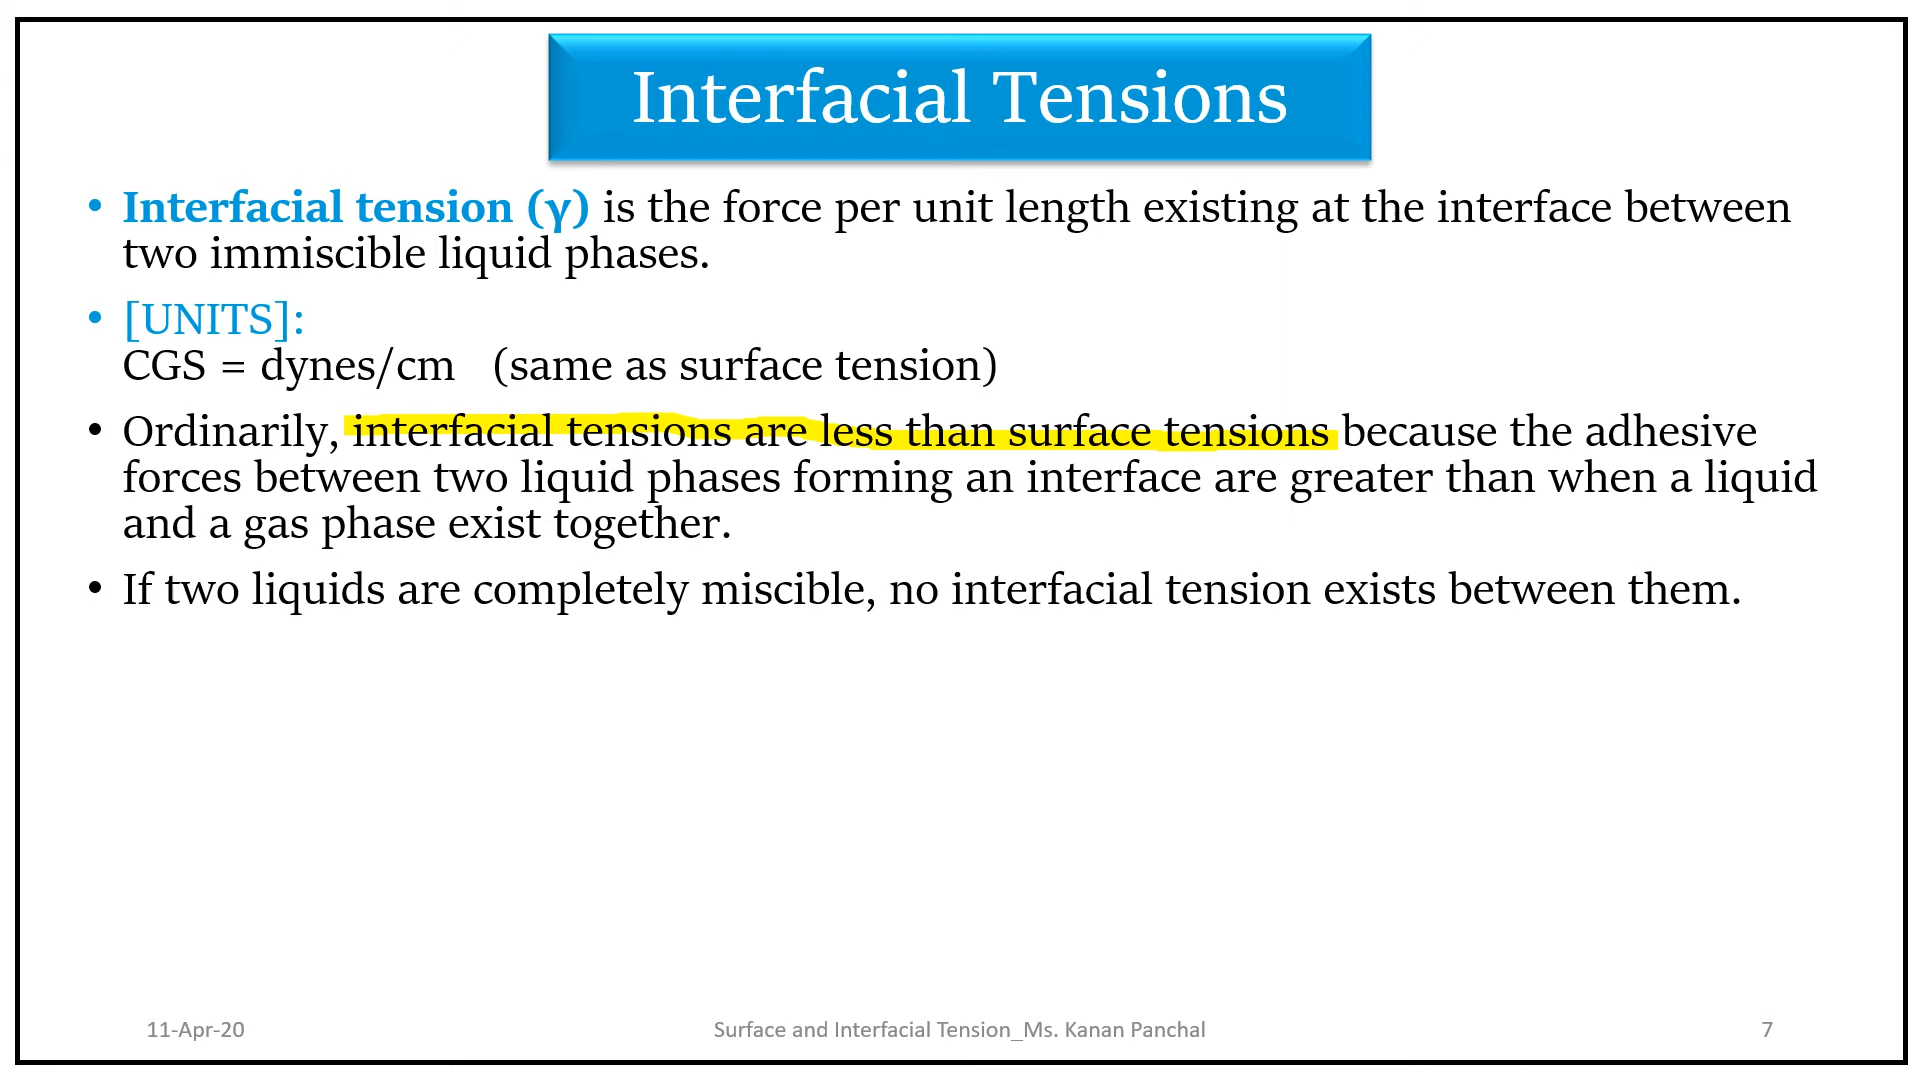 Interfacial Tensions
• Interfacial tension (γ) is the force per unit length existing at the interface between
two immiscible liquid phases.
• [UNITS]:
CGS = dynes/cm (same as surface tension)
• Ordinarily, interfacial tensions are less than surface tensions because the adhesive
forces between two liquid phases forming an interface are greater than when a liquid
and a gas phase exist together.
• If two liquids are completely miscible, no interfacial tension exists between them.
11-Apr-20
Surface and Interfacial Tension_Ms. Kanan Panchal
7